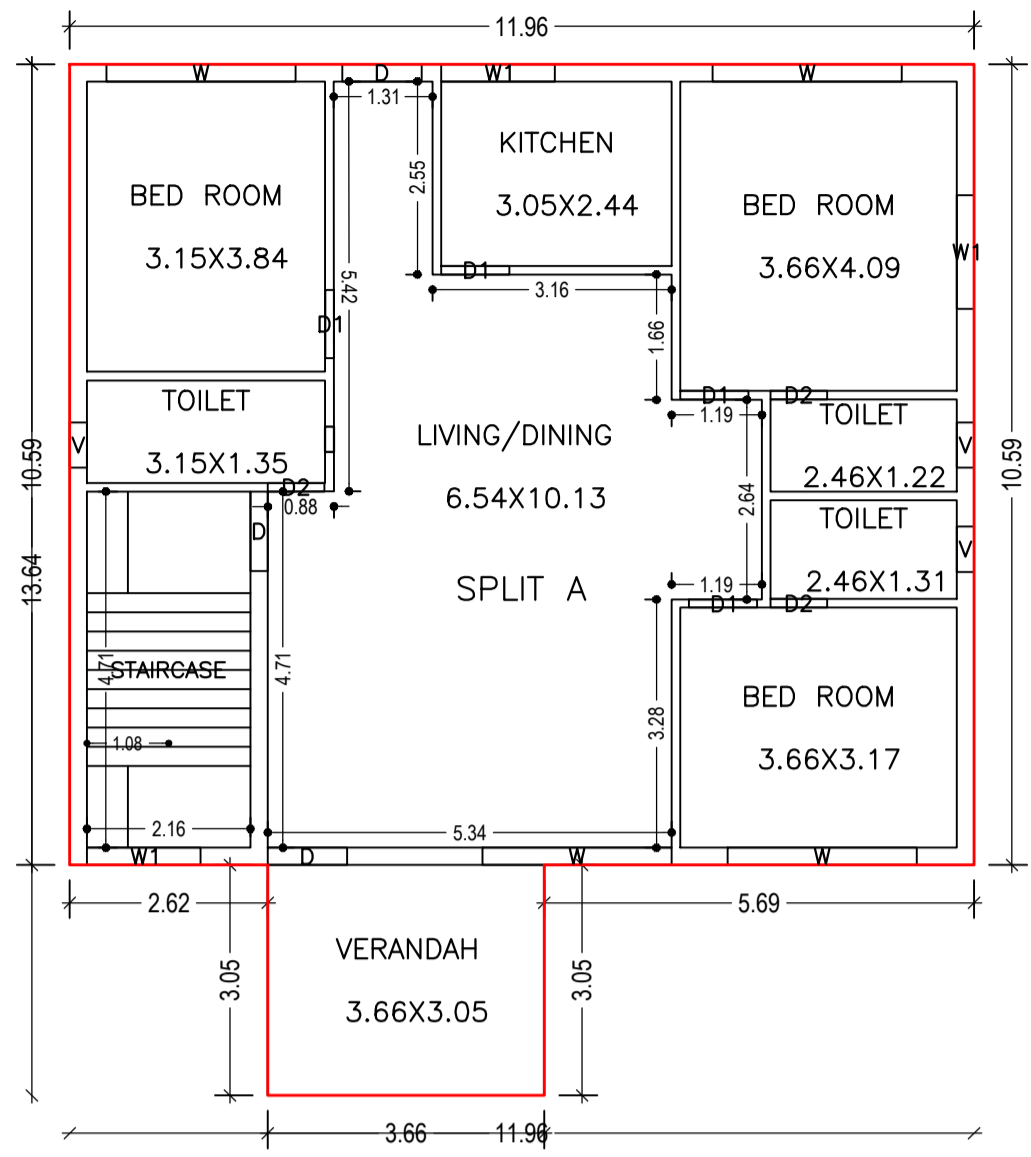 11.96
W
D
W1
W
1.31
KITCHEN
3.05X2.44
2.55
BED ROOM
3.15X3.84
BED ROOM
3.66X4.09
W1
D1
5.42
3.16
D1
1.66
D1
D2
1.19
TOILET
3.15X1.35
V
TOILET
2.46X1.22
V
LIVING/DINING
6.54X10.13
10.59
10.59
D2
0.88
2.64
D
TOILET
2.46X1.31
V
13.64
SPLIT A
1.19
D1
D2
4.71
STAIRCASE
4.71
3.28
BED ROOM
3.66X3.17
1.08
2.16
5.34
W1
D
W
W
2.62
5.69
VERANDAH
3.66X3.05
3.05
3.05
3.66
11.96